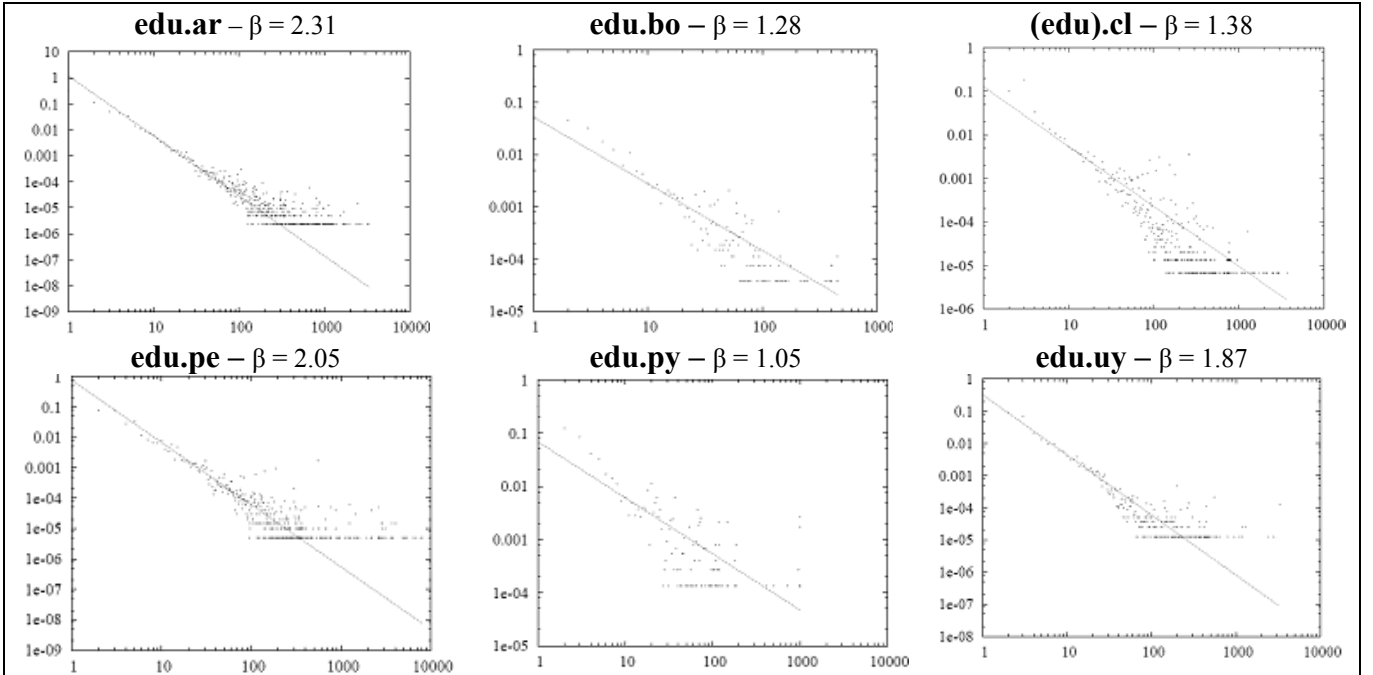 edu.ar – β = 2.31
10
1
0.1
0.01
0.001
1e-04
1e-05
1e-06
1e-07
1e-08
1e-09
1 10 100 1000 10000
edu.bo – β = 1.28
1
0.1
0.01
0.001
1e-04
1e-05
1 10 100 1000
(edu).cl – β = 1.38
1
0.1
0.01
0.001
1e-04
1e-05
1e-06
1 10 100 1000 10000
edu.pe – β = 2.05
1
0.1
0.01
0.001
1e-04
1e-05
1e-06
1e-07
1e-08
1e-09
1 10 100 1000 10000
edu.py – β = 1.05
1
0.1
0.01
0.001
1e-04
1e-05
1 10 100 1000 10000
edu.uy – β = 1.87
1
0.1
0.01
0.001
1e-04
1e-05
1e-06
1e-07
1e-08
1 10 100 1000 10000